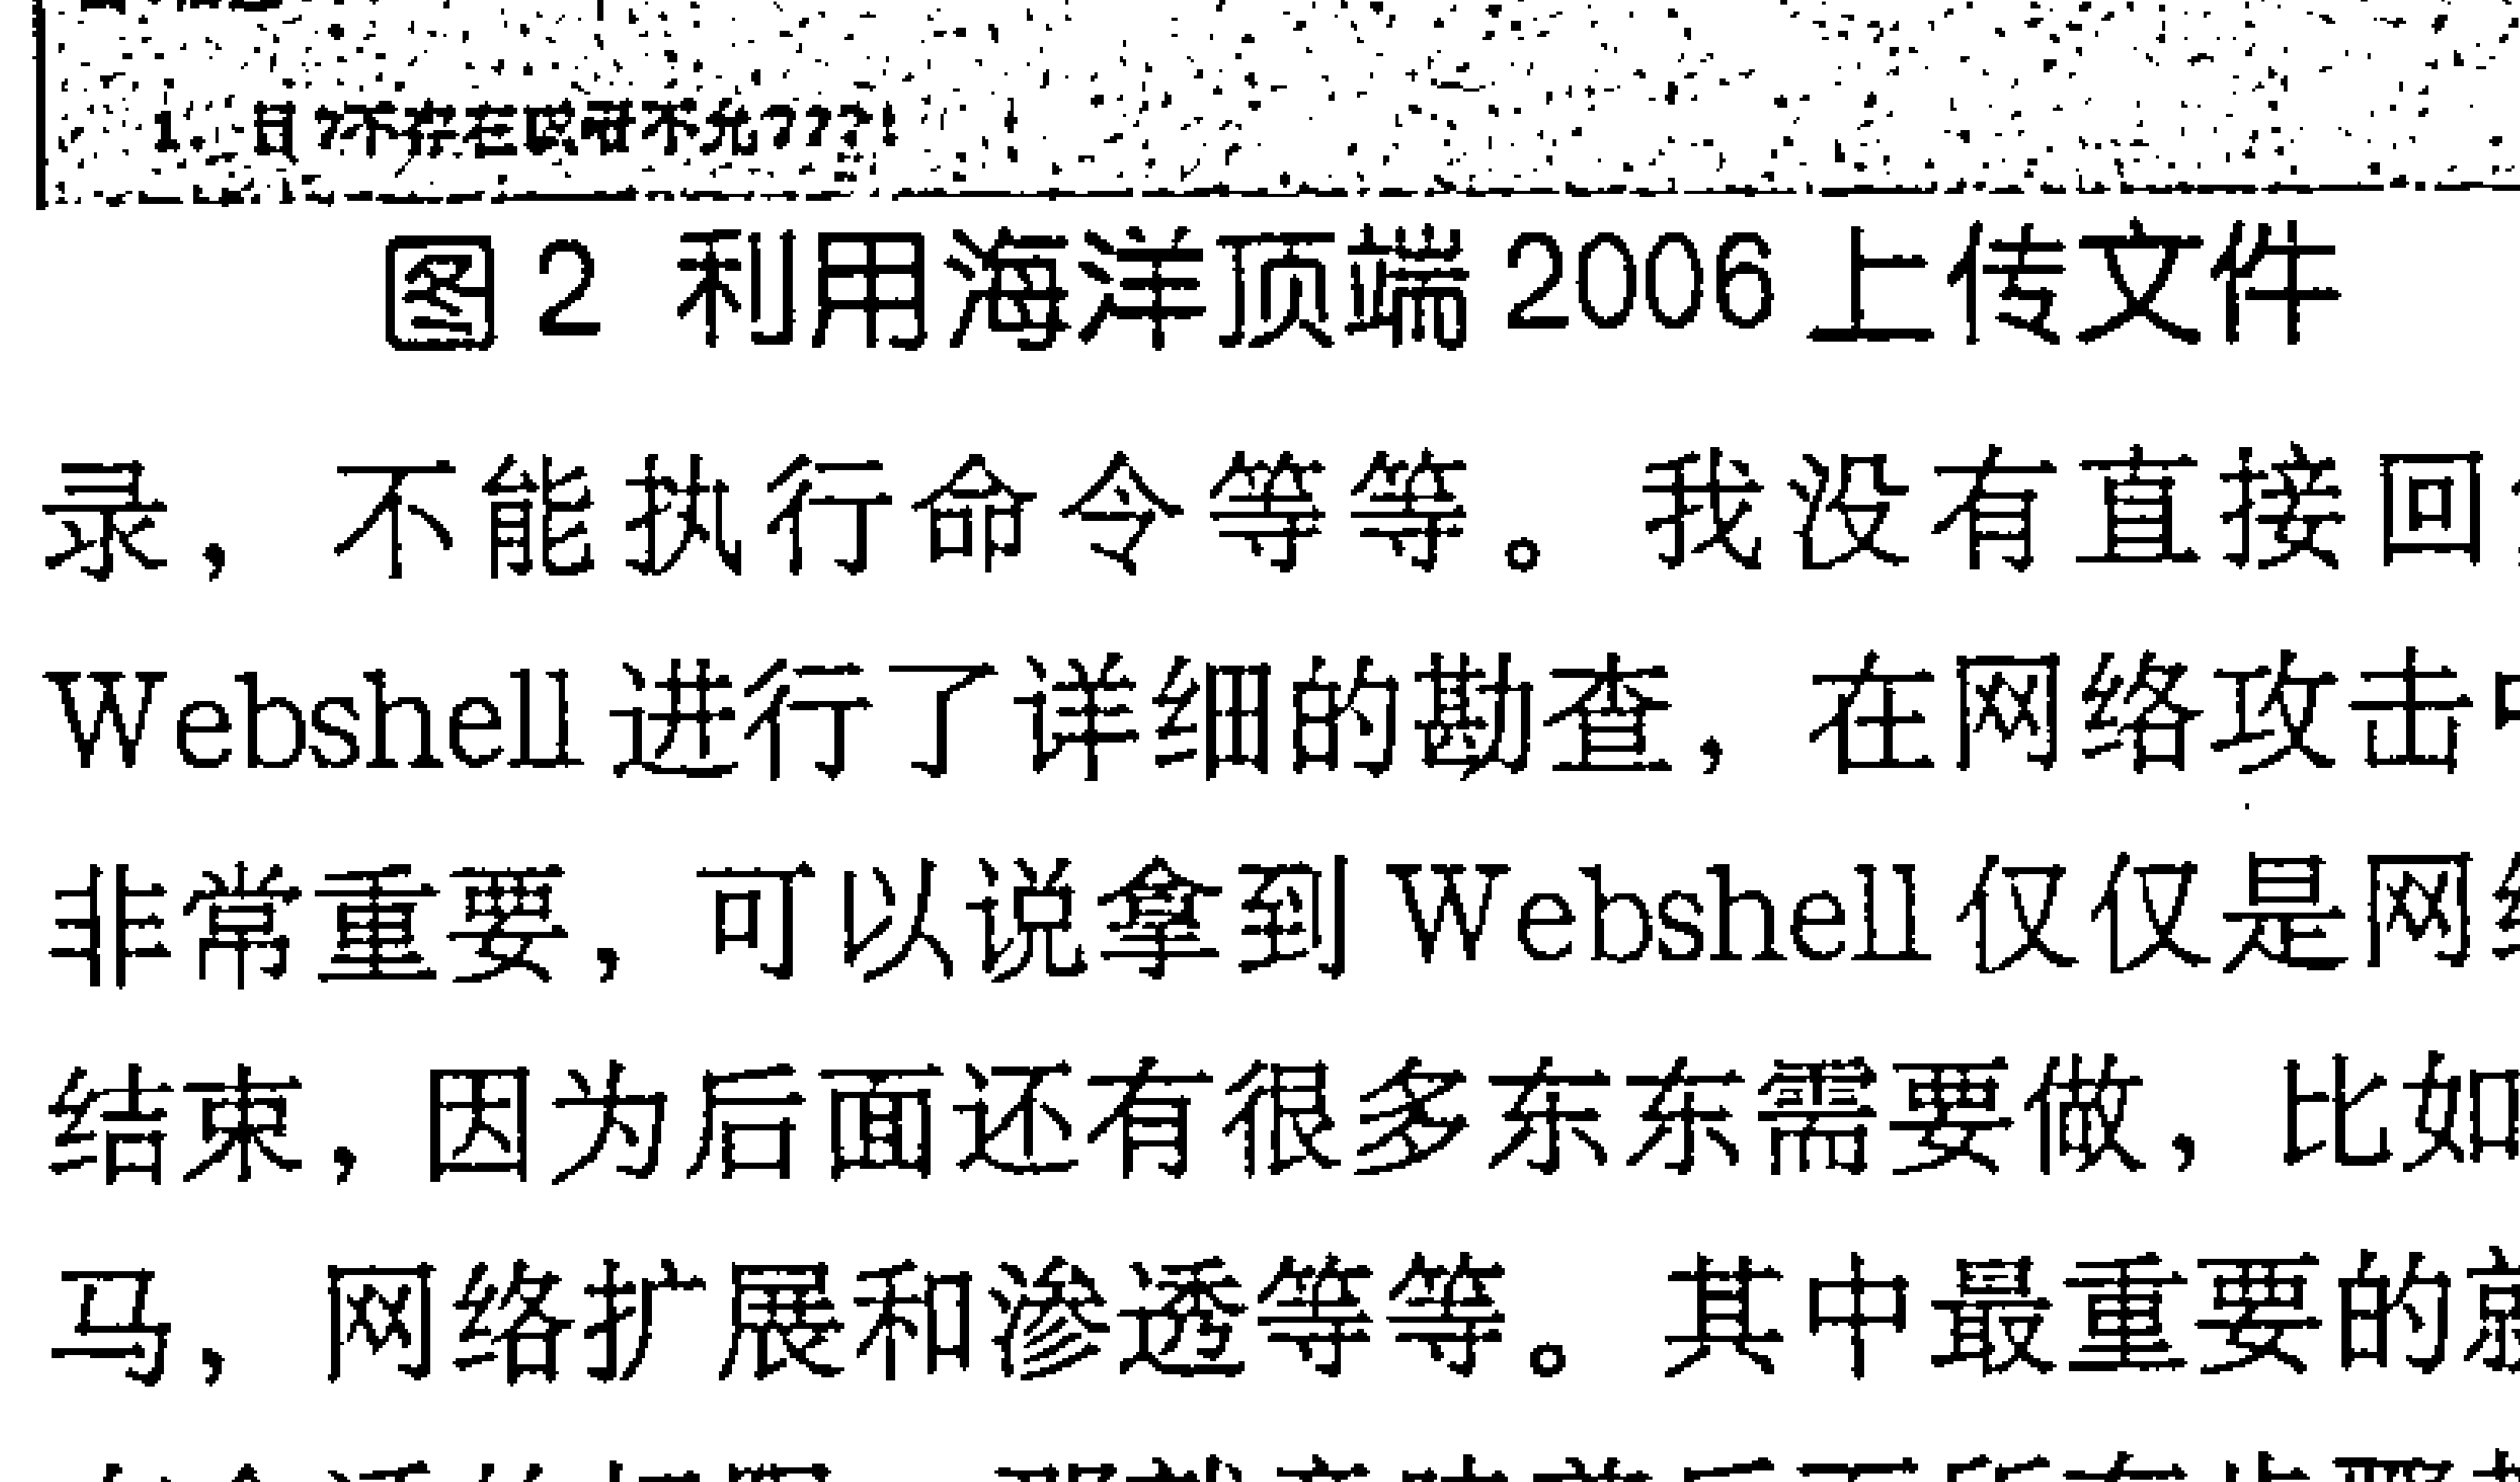 图2 利用海洋顶端2006上传文件
录，不能执行命令等等。我没有直接回
Webshell进行了详细的勘查，在网络攻击
非常重要，可以说拿到Webshell仅仅是网
结束，因为后面还有很多东东需要做，比如
马，网络扩展和渗透等等。其中最重要的